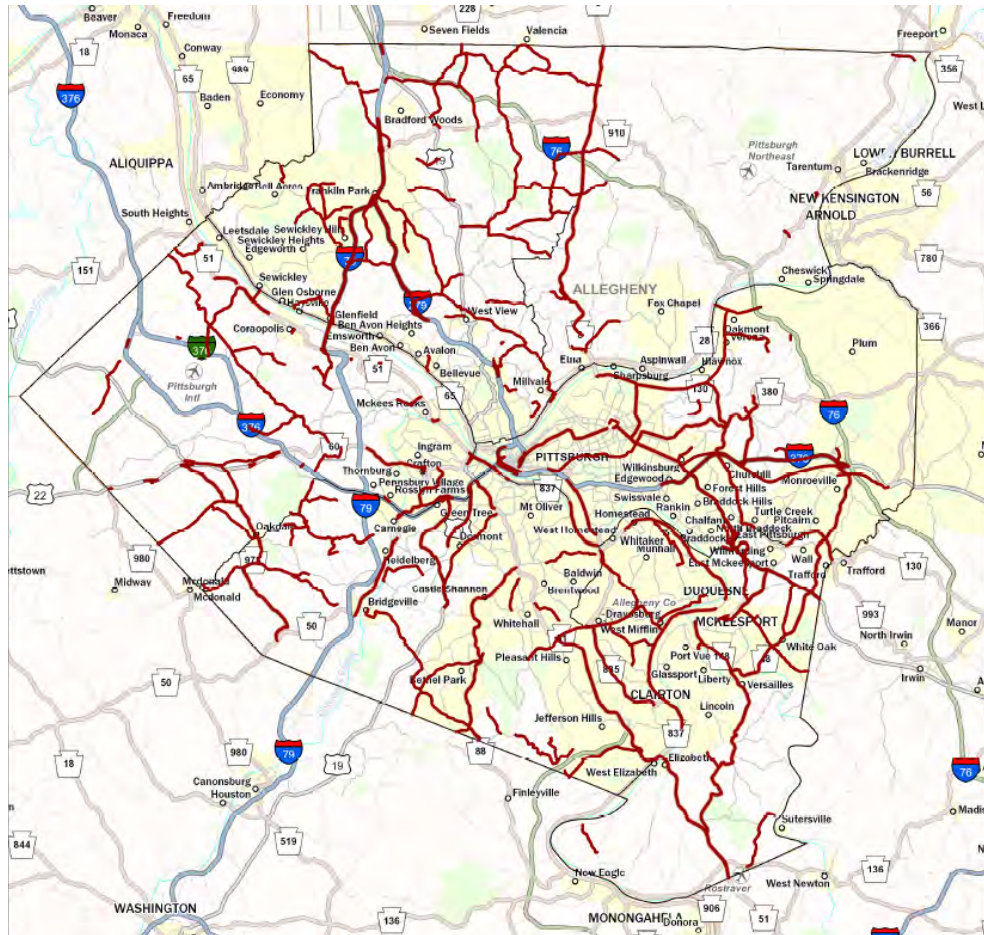 Beaver
Freedom
228
Seven Fields
Valencia
Freeport
Monaca
18
Conway
989
65
356
376
Baden
Economy
Bradford Woods
910
19
76
Pittsburgh
Northeast
Tarentum
LOWER BURRELL
Brackenridge
ALIQUIPPA
Ambridge
Bell Acres
Franklin Park
56
NEW KENSINGTON
ARNOLD
South Heights
Leetsdale
Sewickley Hills
Sewickley Heights
Edgeworth
51
151
780
Sewickley
Cheswick
Springdale
Glen Osborne
Haysville
279
ALLEGHENY
Fox Chapel
Glenfield
West View
Ben Avon Heights
Emsworth
Coraopolis
Oakmont
Verona
Plum
366
28
Ben Avon
Avalon
Etna
Aspinwall
Blawnox
Sharpsburg
Pittsburgh
Intl
51
Bellevue
Millvale
130
380
65
Mckees Rocks
76
376
60
Ingram
Crafton
PITTSBURGH
Thornburg
Pennsbury Village
Rosslyn Farms
Wilkinsburg
Edgewood
Churchill
Monroeville
22
79
837
Forest Hills
Swissvale
Braddock Hills
Green Tree
Mt Oliver
Rankin
Homestead
Chalfant
Turtle Creek
Pitcairn
Carnegie
West Homestead
North Braddock
Oakdale
Dormont
Whitaker
Braddock
East Pittsburgh
Munhall
Wilmerding
Wall
980
Heidelberg
East Mckeesport
Trafford
Trafford
130
Midway
Mcdonald
Mcdonald
Castle Shannon
Baldwin
Brentwood
DUQUESNE
Bridgeville
Allegheny Co
Dravosburg
993
Manor
50
Whitehall
West Mifflin
MCKEESPORT
North Irwin
White Oak
Pleasant Hills
Port Vue
148
48
Irwin
50
Bethel Park
Glassport
Liberty
Versailles
CLAIRTON
Lincoln
Jefferson Hills
837
79
88
18
980
19
Elizabeth
West Elizabeth
76
Canonsburg
Houston
Finleyville
519
Sutersville
844
New Eagle
Rostraver
West Newton
136
WASHINGTON
136
MONONGAHELA
906
51
Donora